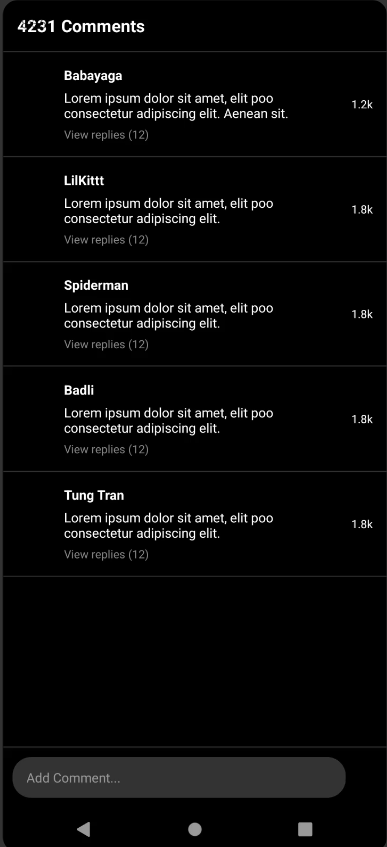 4231 Comments
Babayaga
Lorem ipsum dolor sit amet, elit poo
consectetur adipiscing elit. Aenean sit.
1.2k
View replies (12)
LilKittt
Lorem ipsum dolor sit amet, elit poo
consectetur adipiscing elit.
1.8k
View replies (12)
Spiderman
Lorem ipsum dolor sit amet, elit poo
consectetur adipiscing elit.
1.8k
View replies (12)
Badli
Lorem ipsum dolor sit amet, elit poo
consectetur adipiscing elit.
1.8k
View replies (12)
Tung Tran
Lorem ipsum dolor sit amet, elit poo
consectetur adipiscing elit.
1.8k
View replies (12)
Add Comment...